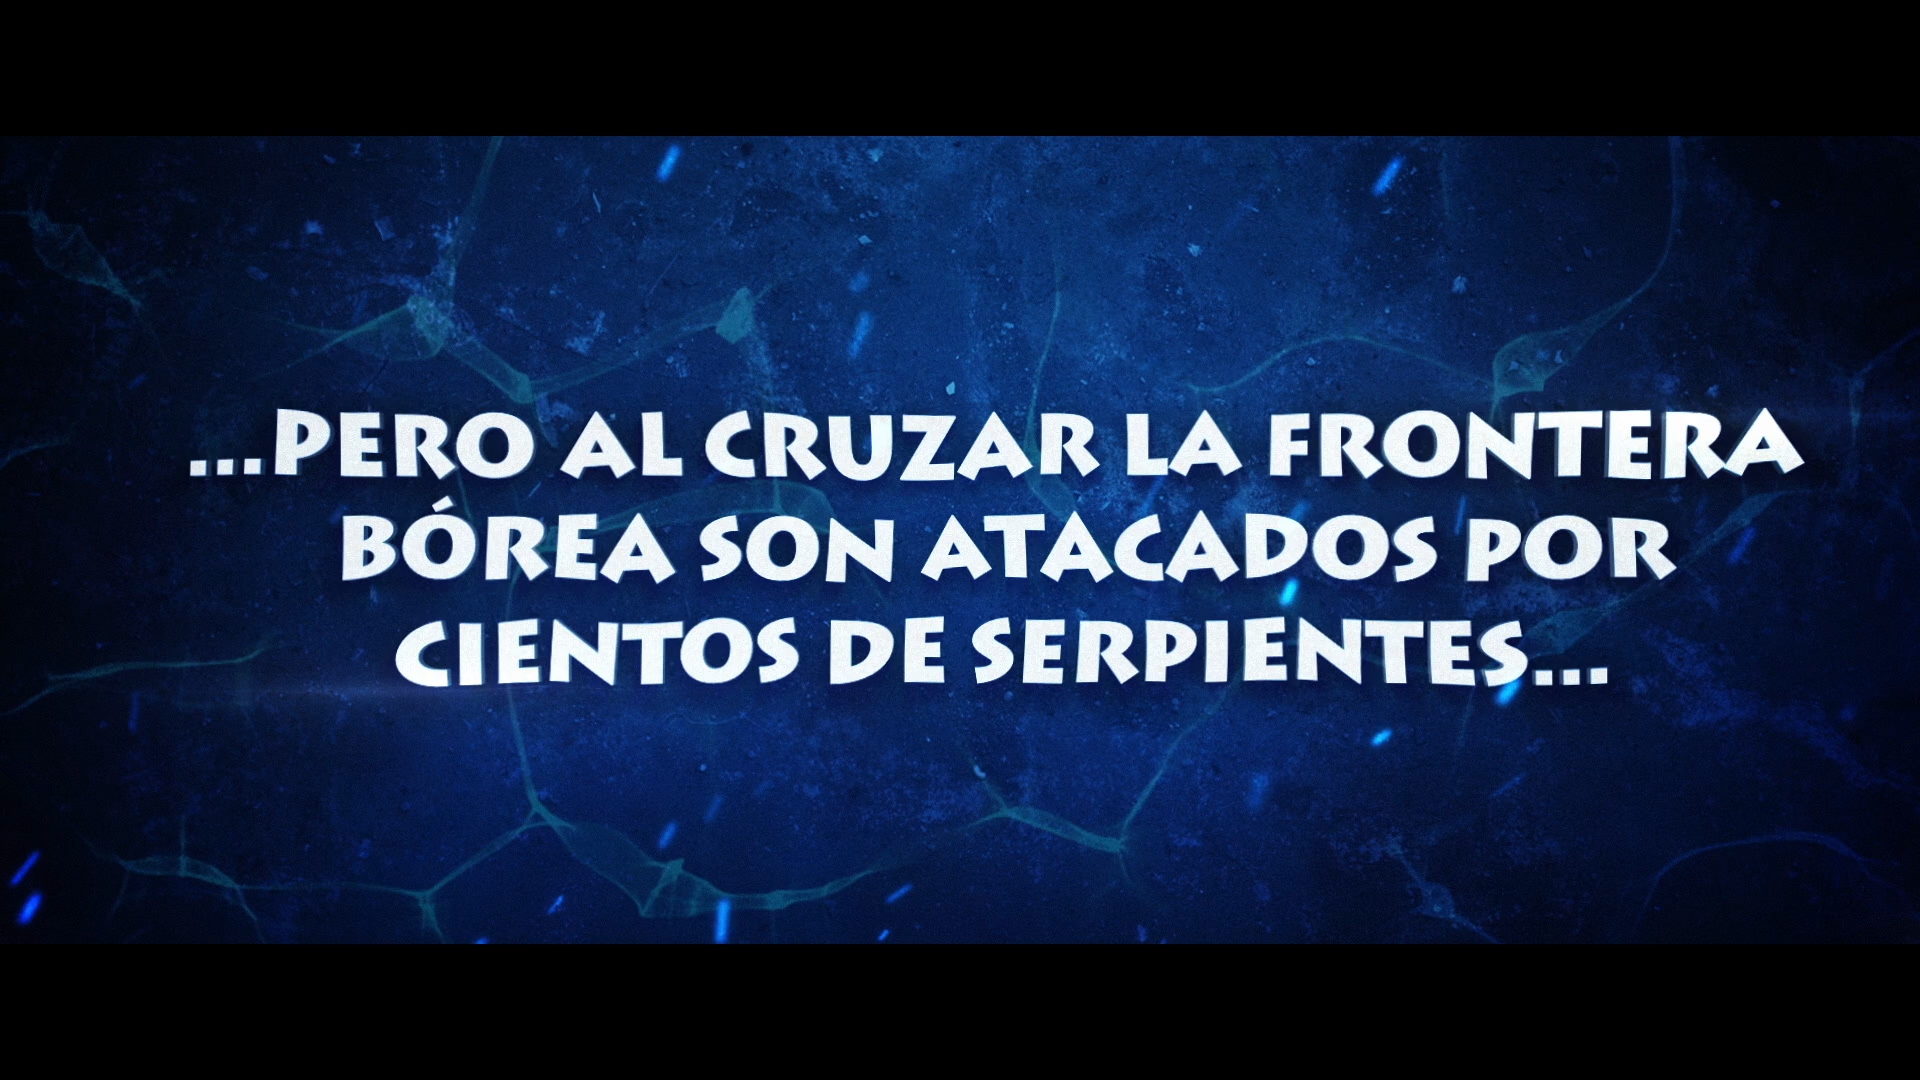 ...PERO AL CRUZAR LA FRONTERA
BÓREA SON ATACADOS POR
CIENTOS DE SERPIENTES...